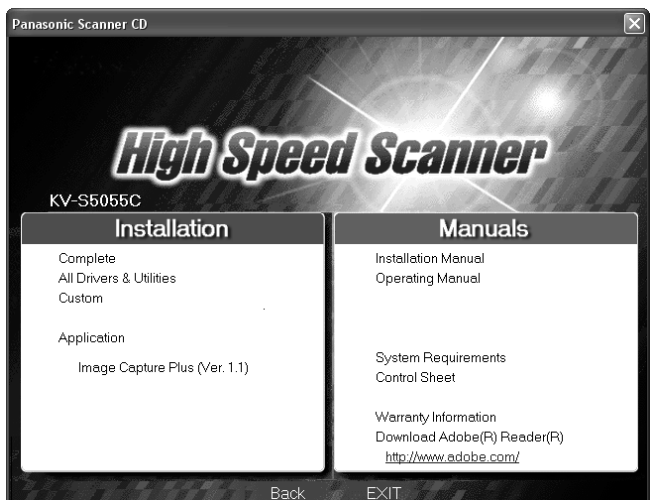 Panasonic Scanner CD
High Speed Scanner
KV-S5055C
Installation
Complete
All Drivers & Utilities
Custom
Application
Image Capture Plus (Ver. 1.1)
Manuals
Installation Manual
Operating Manual
System Requirements
Control Sheet
Warranty Information
Download Adobe(R) Reader(R)
http://www.adobe.com/
Back EXIT